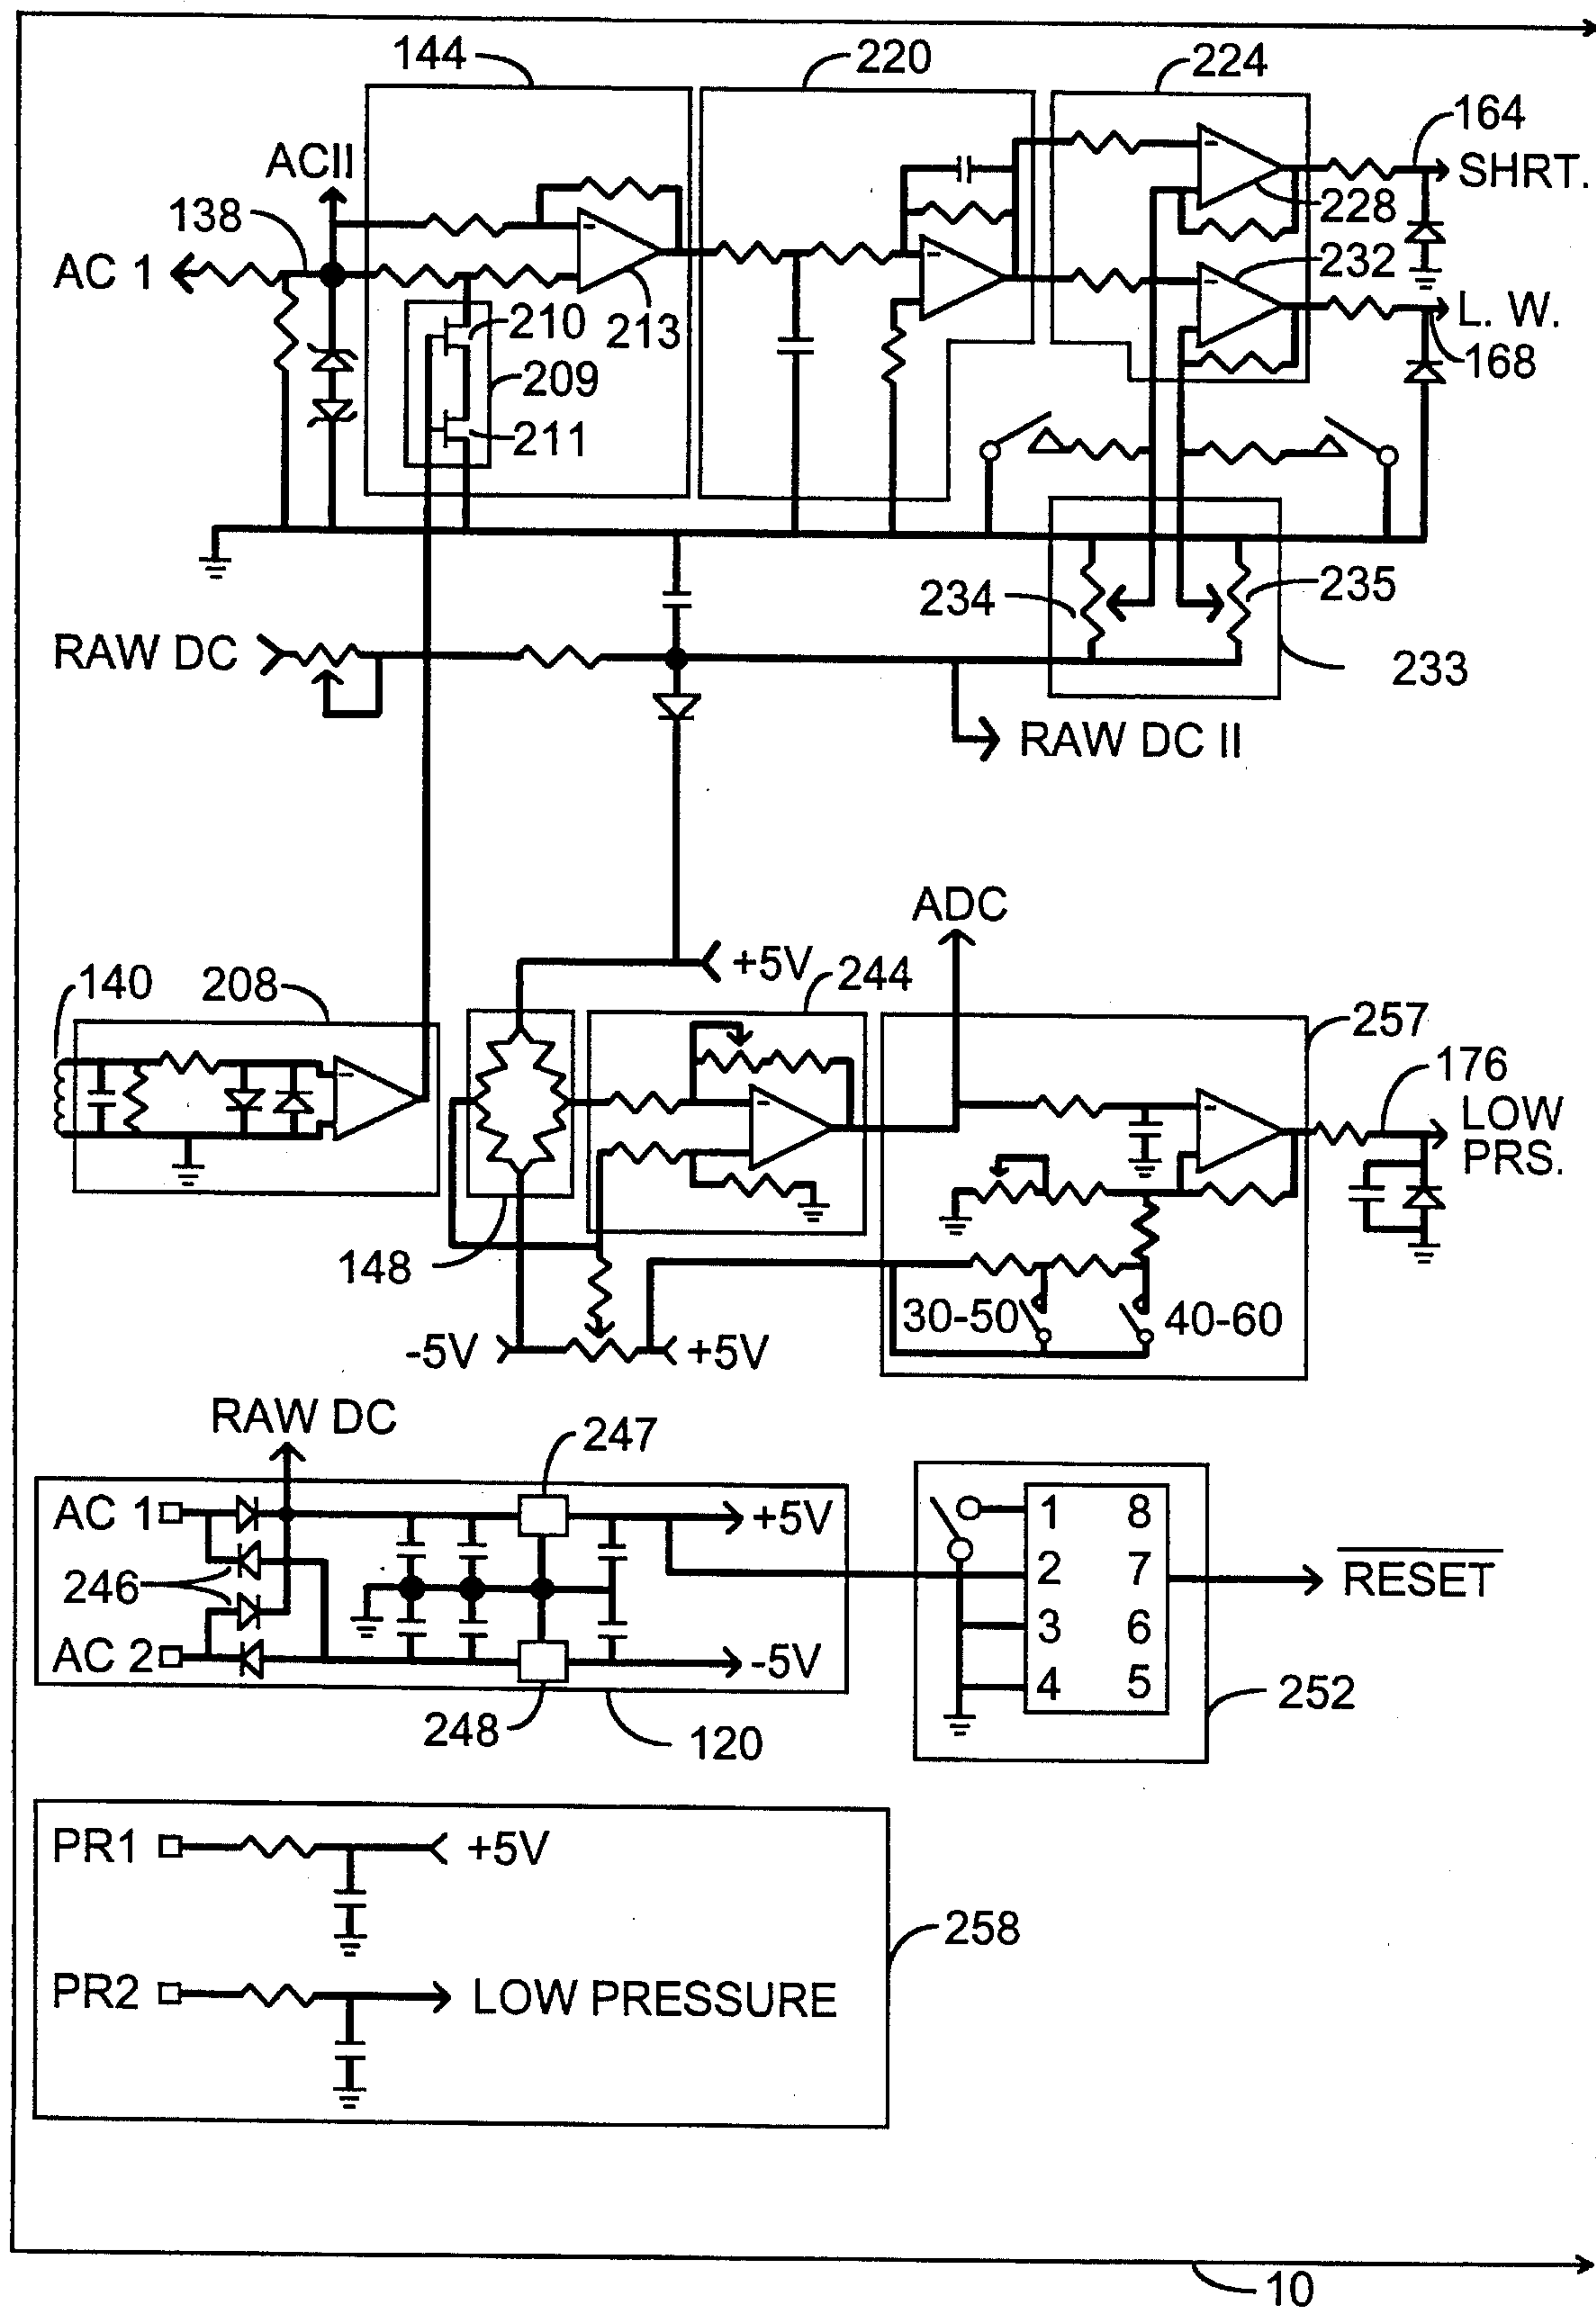 144
220
224
164
ACII
SHRT.
138
228
AC 1
232
210
213
L. W.
209
168
211
234
235
RAW DC
233
RAW DC II
ADC
+5V
244
140
208
257
176
LOW
PRS.
148
30-50
40-60
-5V
+5V
RAW DC
247
AC 1
+5V
1 8
2 7
RESET
246
3 6
AC 2
-5V
4 5
252
248
120
PR1
+5V
258
PR2
LOW PRESSURE
10